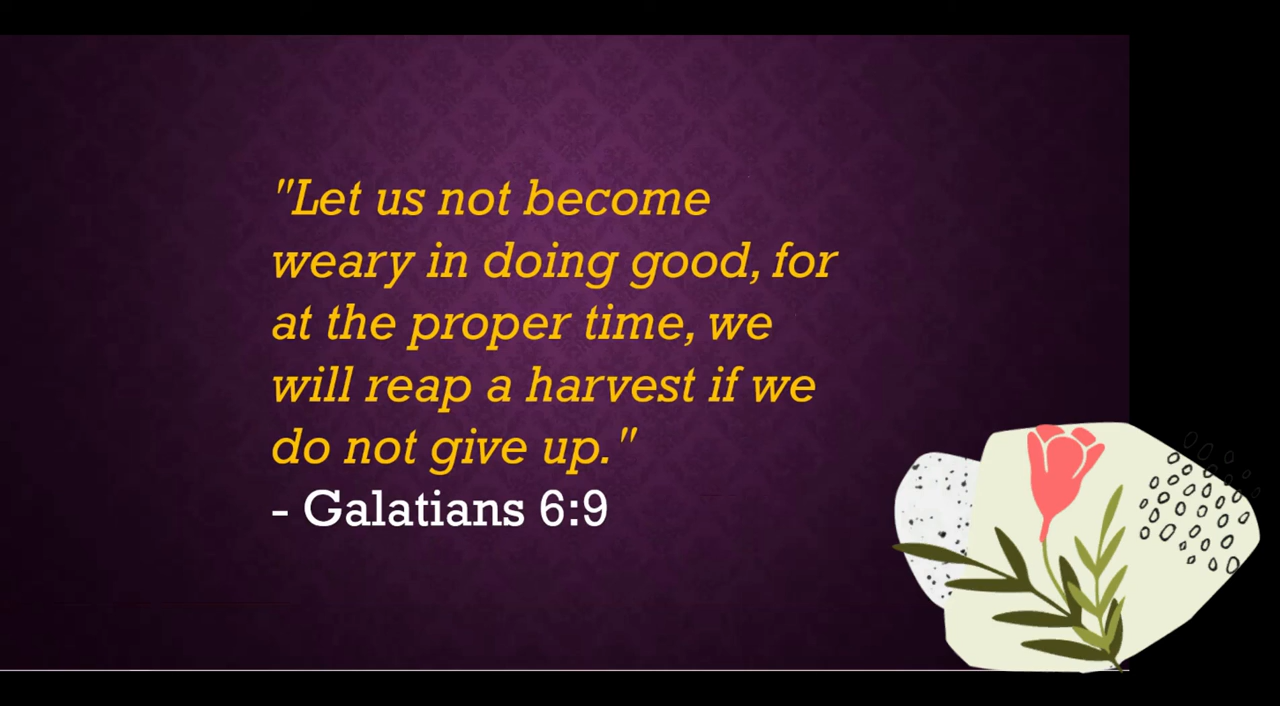 "Let us not become
weary in doing good, for
at the proper time, we
will reap a harvest if we
do not give up."
- Galatians 6:9